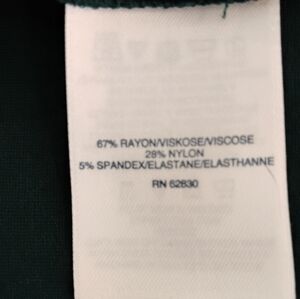 67% RAYON/VISKOSE/VISCOSE
28% NYLON
5% SPANDEX/ELASTANE/ELASTHANNE
RN 62830